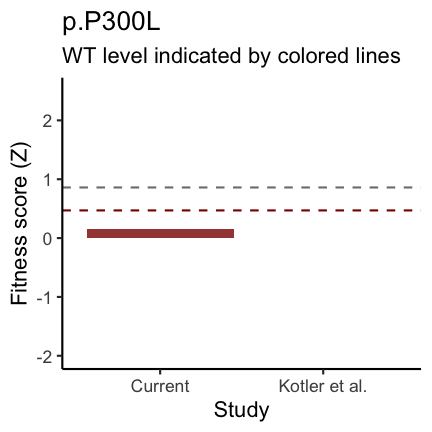 p.P300L
WT level indicated by colored lines
Fitness score (Z)
2
1
0
-1
-2
Current
Kotler et al.
Study